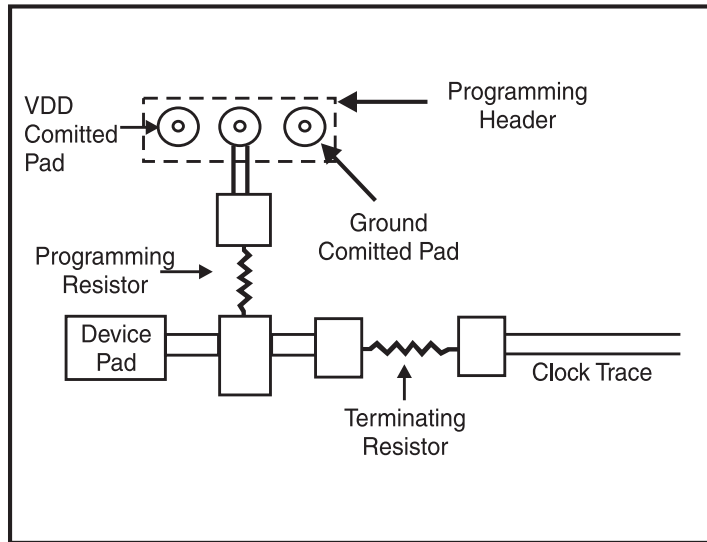 VDD
Comitted
Pad
Programming
Header
Ground
Comitted Pad
Programming
Resistor
Device
Pad
Clock Trace
Terminating
Resistor